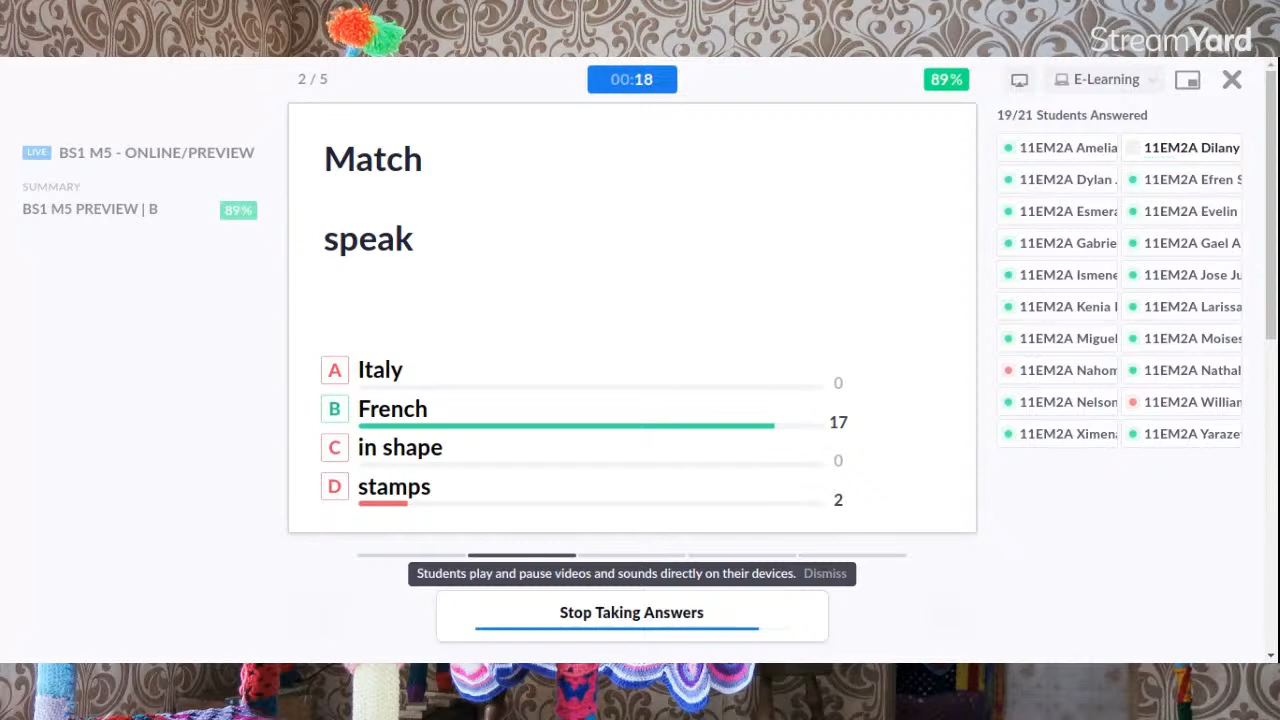 StreamYard
2 / 5
00:18
89%
E-Learning
19/21 Students Answered
LIVE BS1 M5 - ONLINE/PREVIEW
SUMMARY
BS1 M5 PREVIEW | B
89%
Match
speak
A Italy
0
B French
17
C in shape
0
D stamps
2
11EM2A Amelia
11EM2A Dilany
11EM2A Dylan
11EM2A Efren S
11EM2A Esmera
11EM2A Evelin
11EM2A Gabrie
11EM2A Gael A
11EM2A Ismene
11EM2A Jose Ju
11EM2A Kenia
11EM2A Larissa
11EM2A Miguel
11EM2A Moises
11EM2A Nahom
11EM2A Nathal
11EM2A Nelson
11EM2A William
11EM2A Ximena
11EM2A Yaraze
Students play and pause videos and sounds directly on their devices. Dismiss
Stop Taking Answers